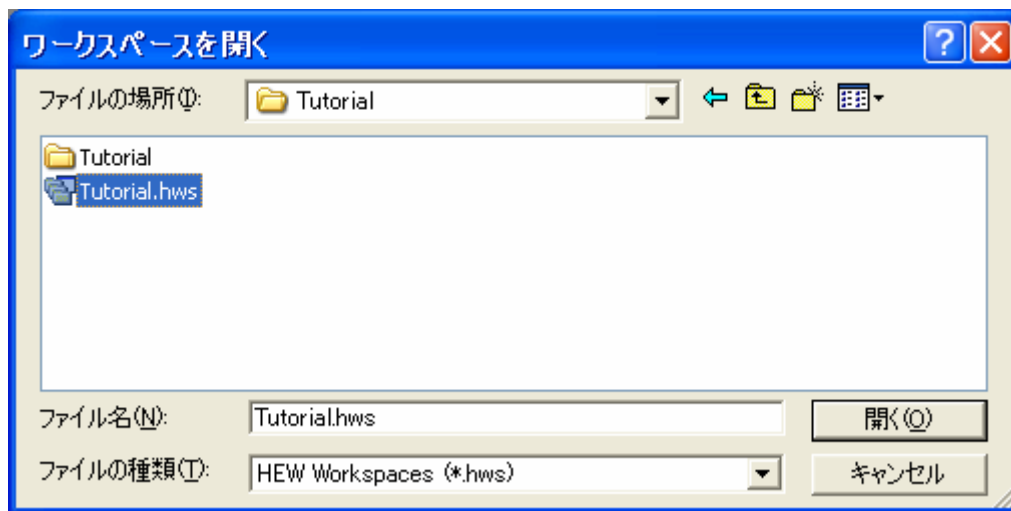 ワークスペースを開く
ファイルの場所(I): Tutorial
Tutorial
Tutorial.hws
ファイル名(N): Tutorial.hws 開く(O)
ファイルの種類(T): HEW Workspaces (*.hws) キャンセル